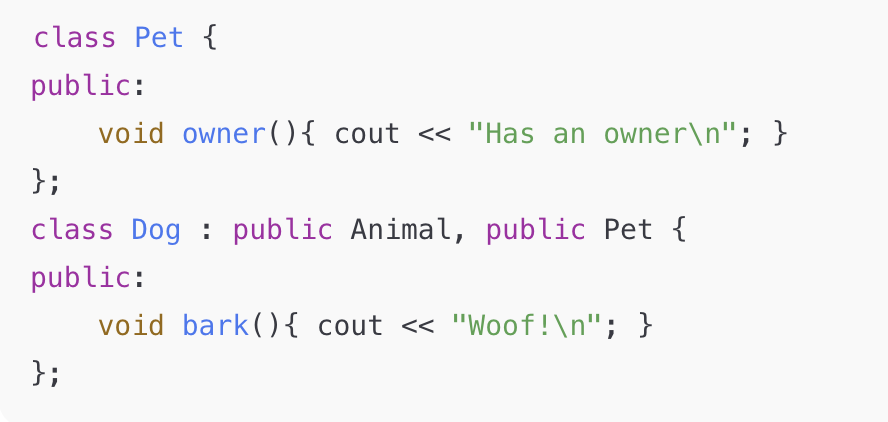 class Pet {
public:
    void owner(){ cout << "Has an owner\n"; }
};
class Dog : public Animal, public Pet {
public:
    void bark(){ cout << "Woof!\n"; }
};